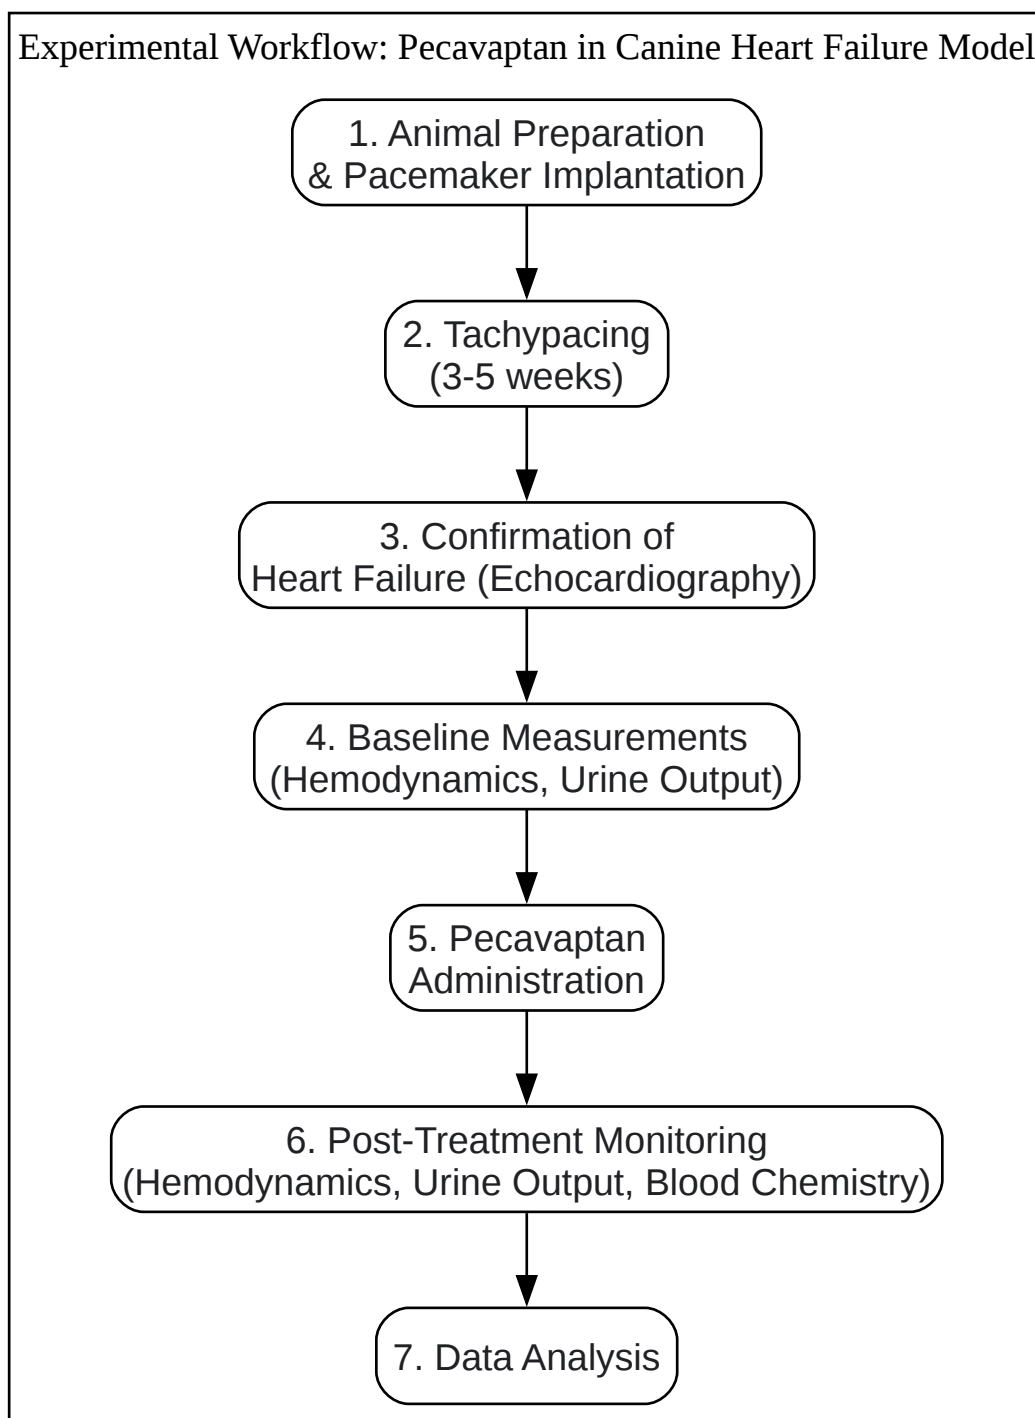 Experimental Workflow: Pecavaptan in Canine Heart Failure Model
1. Animal Preparation
& Pacemaker Implantation
2. Tachypacing
(3-5 weeks)
3. Confirmation of
Heart Failure (Echocardiography)
4. Baseline Measurements
(Hemodynamics, Urine Output)
5. Pecavaptan
Administration
6. Post-Treatment Monitoring
(Hemodynamics, Urine Output, Blood Chemistry)
7. Data Analysis